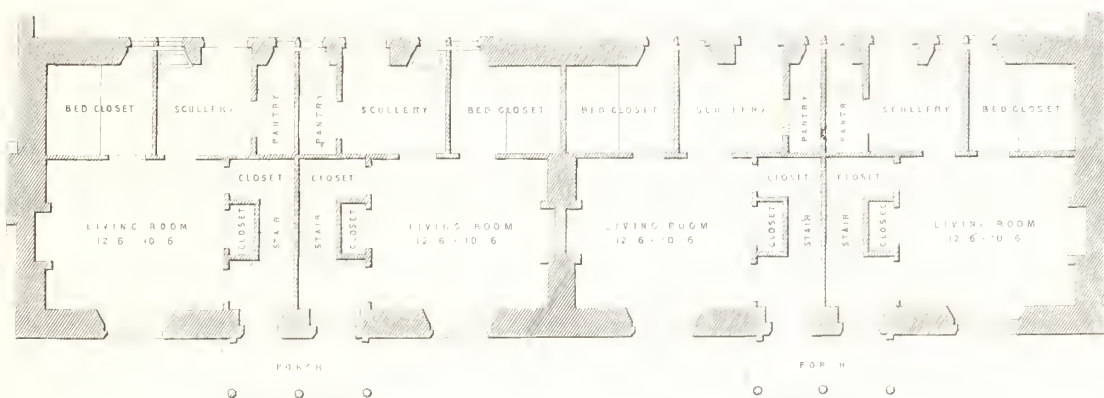 BED CLOSET SCULLERY PANTRY PANTRY SCULLERY BED CLOSET BED CLOSET SCULLERY PANTRY PANTRY SCULLERY BED CLOSET
CLOSET CLOSET CLOSET CLOSET
LIVING ROOM CLOSET STAIR STAIR CLOSET LIVING ROOM LIVING ROOM CLOSET STAIR STAIR CLOSET LIVING ROOM
12 6 · 10 6 12 6 · 10 6 12 6 · 10 6 12 6 · 10 6
PORCH PORCH